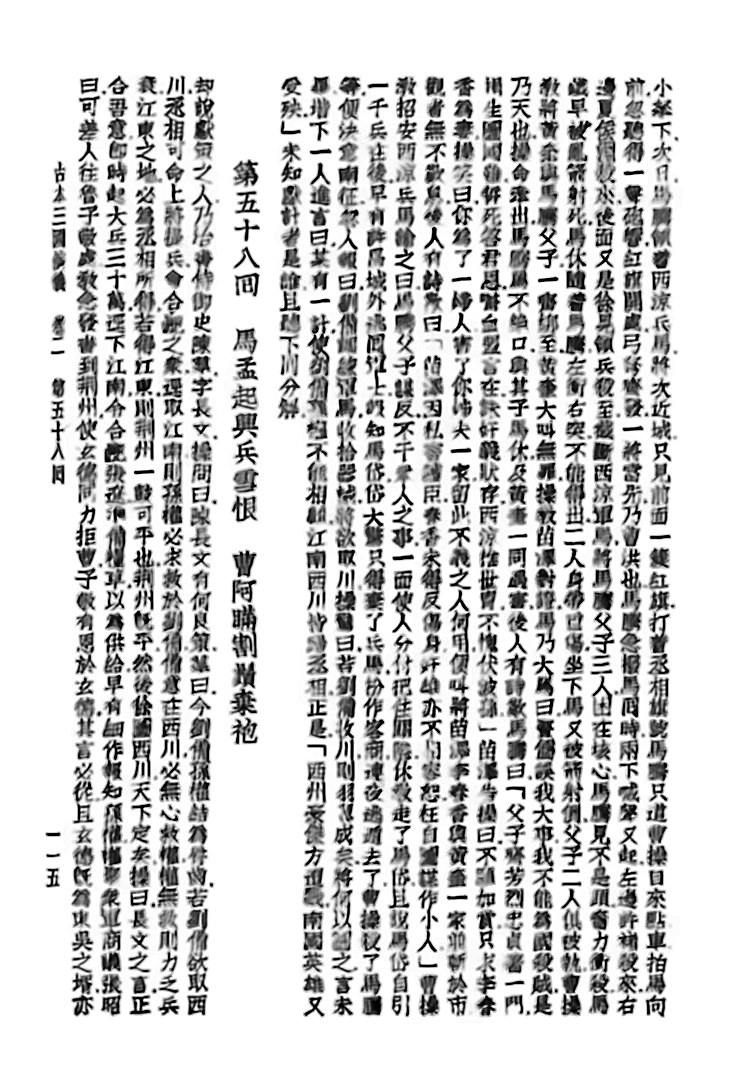 小峯下次日馬騰領着西涼兵馬將次近城只見前面一簇紅旗打着丞相旗號馬騰只道曹操自來點軍拍馬向
前忽聽得一聲砲響紅旗開處弓弩齊發一將當先乃曹洪也馬騰急撥馬囘時兩下喊聲又起左邊許褚殺來右
邊夏侯淵殺來後面又是徐晃領兵殺至截斷西涼軍馬將馬騰父子三人困在垓心馬騰見不是頭奮力衝殺馬
鐵早被亂箭射死馬休隨着馬騰左衝右突不能得出二人身帶重傷坐下馬又被箭射倒父子二人俱被執曹操
敎將黃奎與馬騰父子一齊綁至黃奎大叫無罪操敎苗澤對證馬乃大罵曰豎儒誤我大事我不能為國殺賊是
乃天也操命牽出馬騰罵不絕口與其子馬休及黃奎一同遇害後人有詩歎馬騰曰「父子齊芳烈忠貞著一門
捐生圖國難誓死答君恩嚼血盟言在誅奸義狀存西涼推世冑不愧伏波孫」苗澤告操曰不願加賞只求李春
香為妻操笑曰你為了一婦人害了你姊夫一家留此不義之人何用便叫將苗澤李春香與黃奎一家並斬於市
觀者無不歎息後人有詩歎曰「苗澤因私害藎臣春香未得反傷身奸雄亦不相容恕枉自圖謀作小人」曹操
敎招安西涼兵馬諭之曰馬騰父子謀反不干衆人之事一面使人分付把住關隘休敎走了馬岱且說馬岱自引
一千兵在後早有許昌城外逃囘軍士報知馬岱岱大驚只得棄了兵馬扮作客商連夜逃遁去了曹操殺了馬騰
等便決意南征忽人報曰劉備調練軍馬收拾器械將欲取川操驚曰若劉備收川則羽翼成矣將何以圖之言未
畢堦下一人進言曰某有一計使劉備孫權不能相顧江南西川皆歸丞相正是「西州豪傑方遭戮南國英雄又
受殃」未知獻計者是誰且聽下囘分解
第五十八囘　馬孟起興兵雪恨　曹阿瞞割鬚棄袍
却說獻策之人乃治書侍御史陳羣字長文操問曰陳長文有何良策羣曰今劉備孫權結為脣齒若劉備欲取西
川丞相可命上將提兵會合淝之衆逕取江南則孫權必求救於劉備備意在西川必無心救權權無救則力乏兵
衰江東之地必為丞相所得若得江東則荊州一鼓可平也荊州旣平然後徐圖西川天下定矣操曰長文之言正
合吾意卽時起大兵三十萬逕下江南令合淝張遼準備糧草以為供給早有細作報知孫權權聚衆軍商議張昭
曰可差人往魯子敬處敎急發書到荊州使玄德同力拒曹子敬有恩於玄德其言必從且玄德旣為東吳之壻亦
古本三國演義　卷二　第五十八囘
一一五